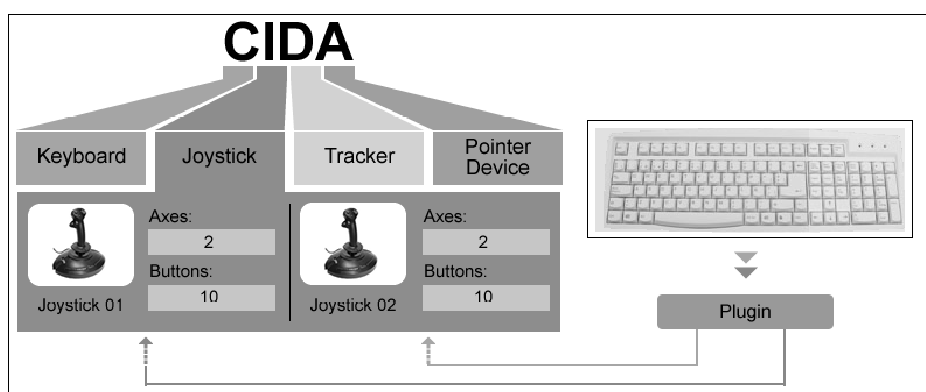 CIDA
Keyboard
Joystick
Tracker
Pointer
Device
Axes:
2
Buttons:
10
Joystick 01
Axes:
2
Buttons:
10
Joystick 02
Plugin